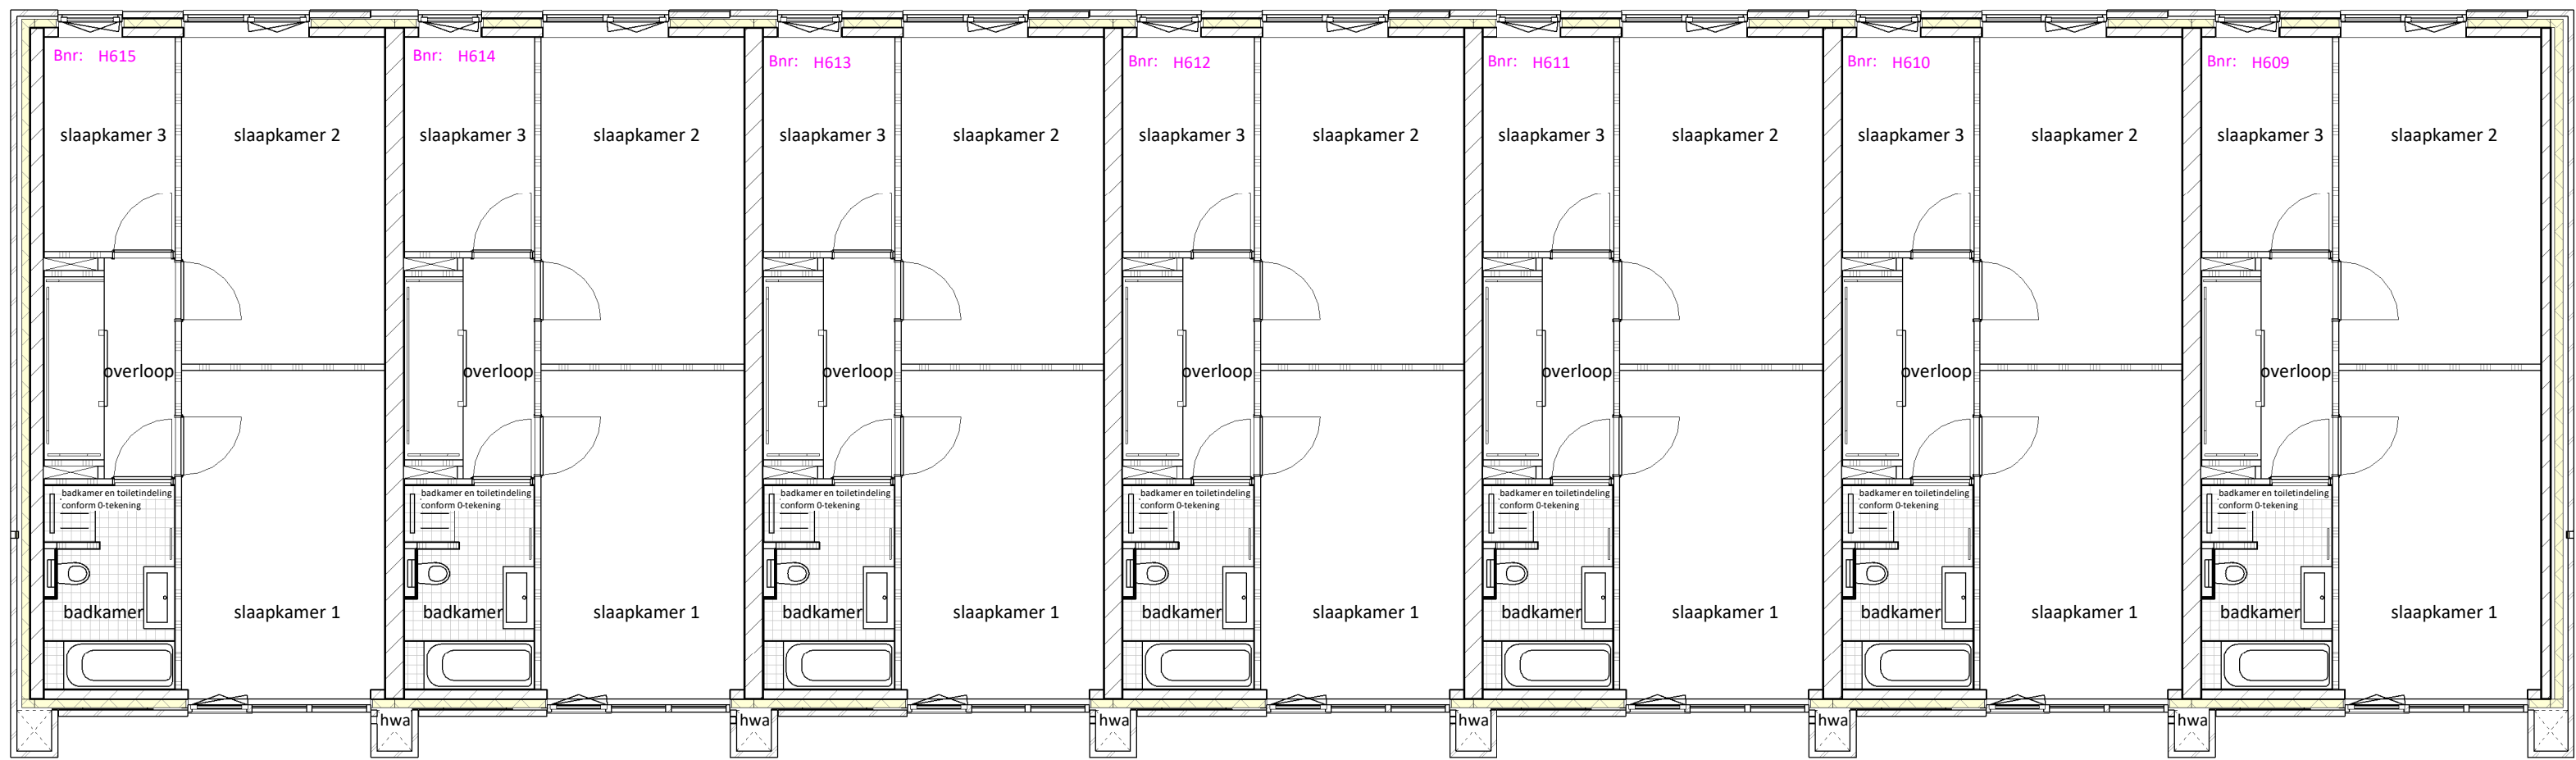 Bnr: H615
Bnr: H614
Bnr: H613
Bnr: H612
Bnr: H611
Bnr: H610
Bnr: H609
slaapkamer 3
slaapkamer 2
slaapkamer 3
slaapkamer 2
slaapkamer 3
slaapkamer 2
slaapkamer 3
slaapkamer 2
slaapkamer 3
slaapkamer 2
slaapkamer 3
slaapkamer 2
slaapkamer 3
slaapkamer 2
overloop
overloop
overloop
overloop
overloop
overloop
overloop
badkamer en toiletindeling
conform 0-tekening
badkamer en toiletindeling
conform 0-tekening
badkamer en toiletindeling
conform 0-tekening
badkamer en toiletindeling
conform 0-tekening
badkamer en toiletindeling
conform 0-tekening
badkamer en toiletindeling
conform 0-tekening
badkamer en toiletindeling
conform 0-tekening
badkamer
slaapkamer 1
badkamer
slaapkamer 1
badkamer
slaapkamer 1
badkamer
slaapkamer 1
badkamer
slaapkamer 1
badkamer
slaapkamer 1
badkamer
slaapkamer 1
hwa
hwa
hwa
hwa
hwa
hwa